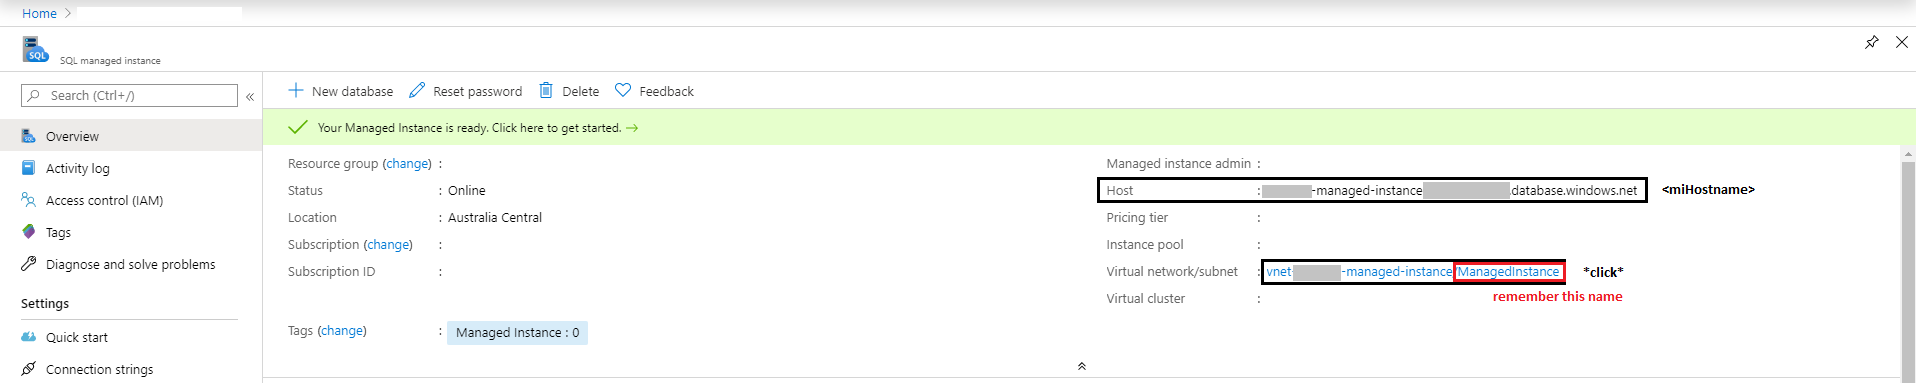 Home >
SQL
SQL managed instance
Search (Ctrl+/)
«
New database
Reset password
Delete
Feedback
Your Managed Instance is ready. Click here to get started. →
Overview
Activity log
Access control (IAM)
Tags
Diagnose and solve problems
Settings
Quick start
Connection strings
Resource group (change) :
Status : Online
Location : Australia Central
Subscription (change) :
Subscription ID :
Tags (change) : Managed Instance : 0
Managed instance admin :
Host : -managed-instance .database.windows.net <miHostname>
Pricing tier :
Instance pool :
Virtual network/subnet : vnet- -managed-instance/ManagedInstance *click*
remember this name
Virtual cluster :